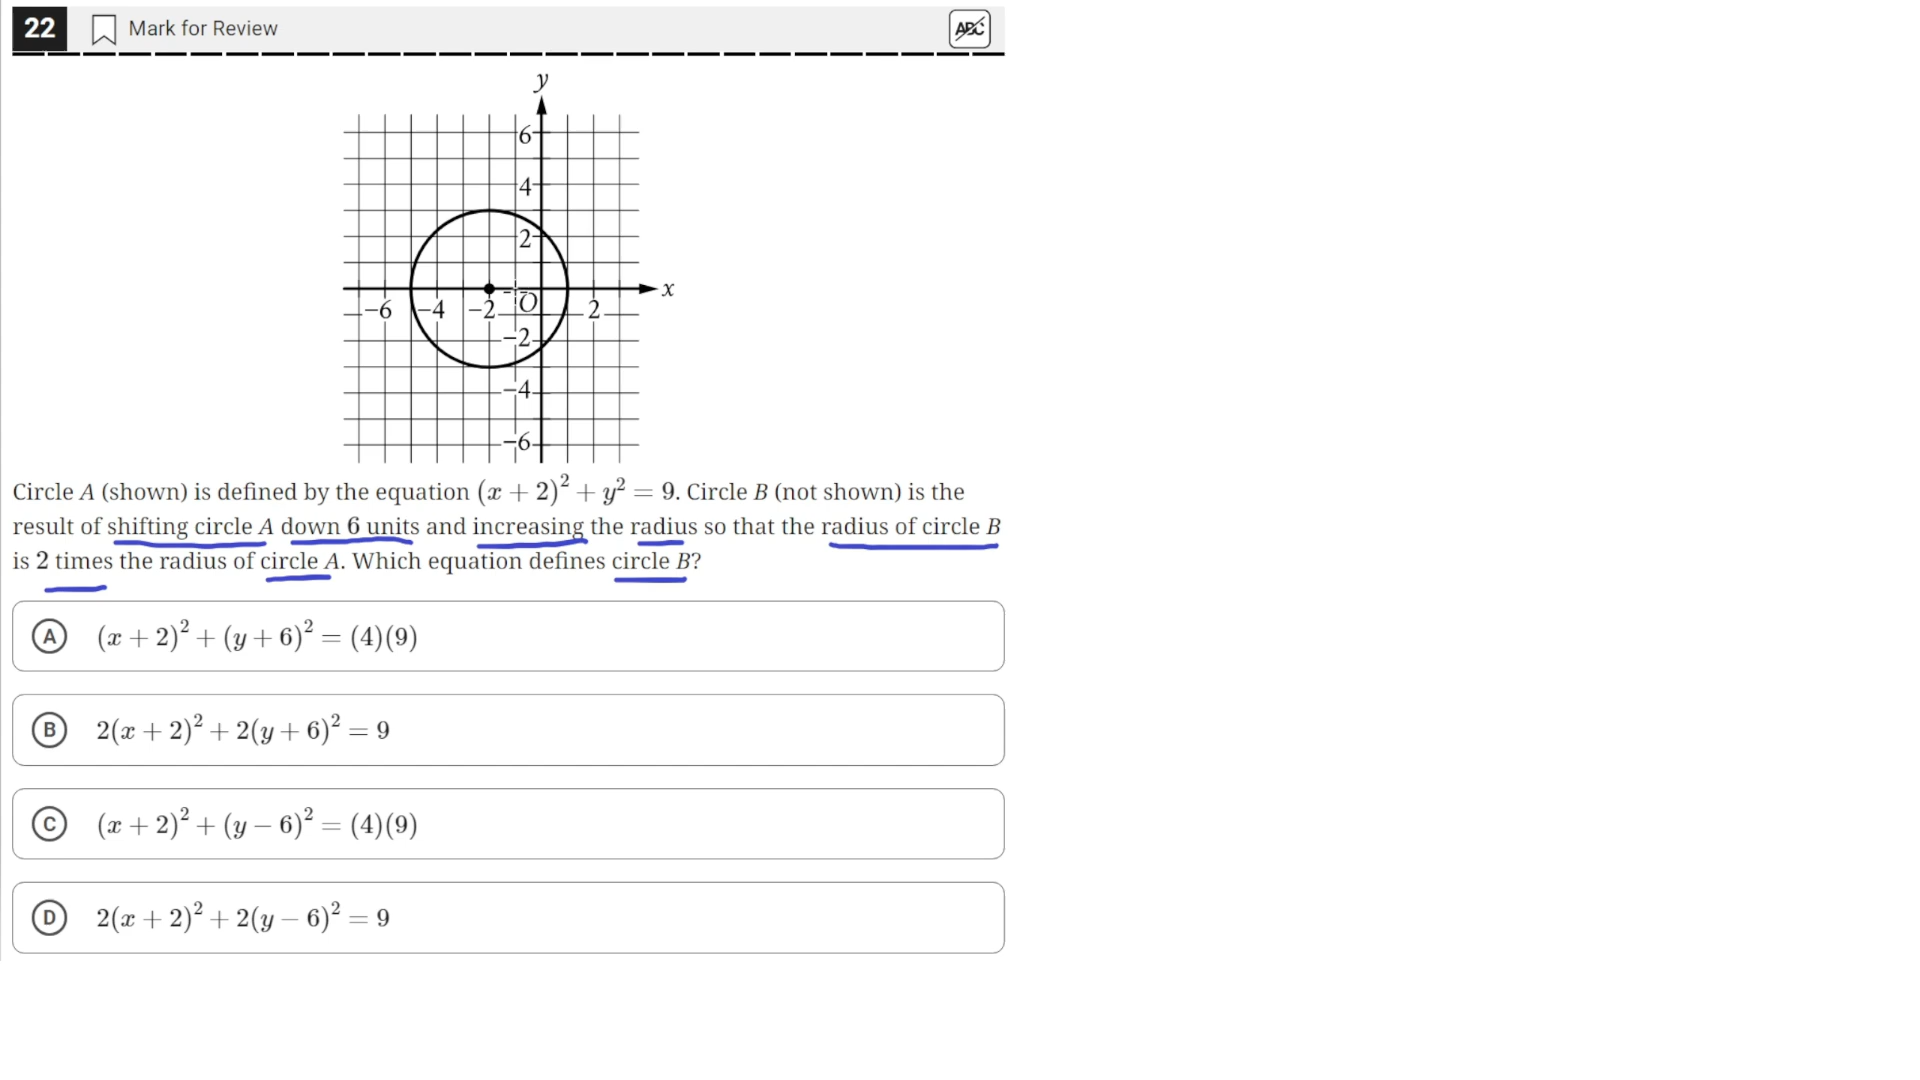 22 Mark for Review ABC
y
6
4
2
x
−6 −4 −2 O 2
−2
−4
−6
Circle A (shown) is defined by the equation (x + 2)² + y² = 9. Circle B (not shown) is the
result of shifting circle A down 6 units and increasing the radius so that the radius of circle B
is 2 times the radius of circle A. Which equation defines circle B?
A (x + 2)² + (y + 6)² = (4)(9)
B 2(x + 2)² + 2(y + 6)² = 9
C (x + 2)² + (y − 6)² = (4)(9)
D 2(x + 2)² + 2(y − 6)² = 9